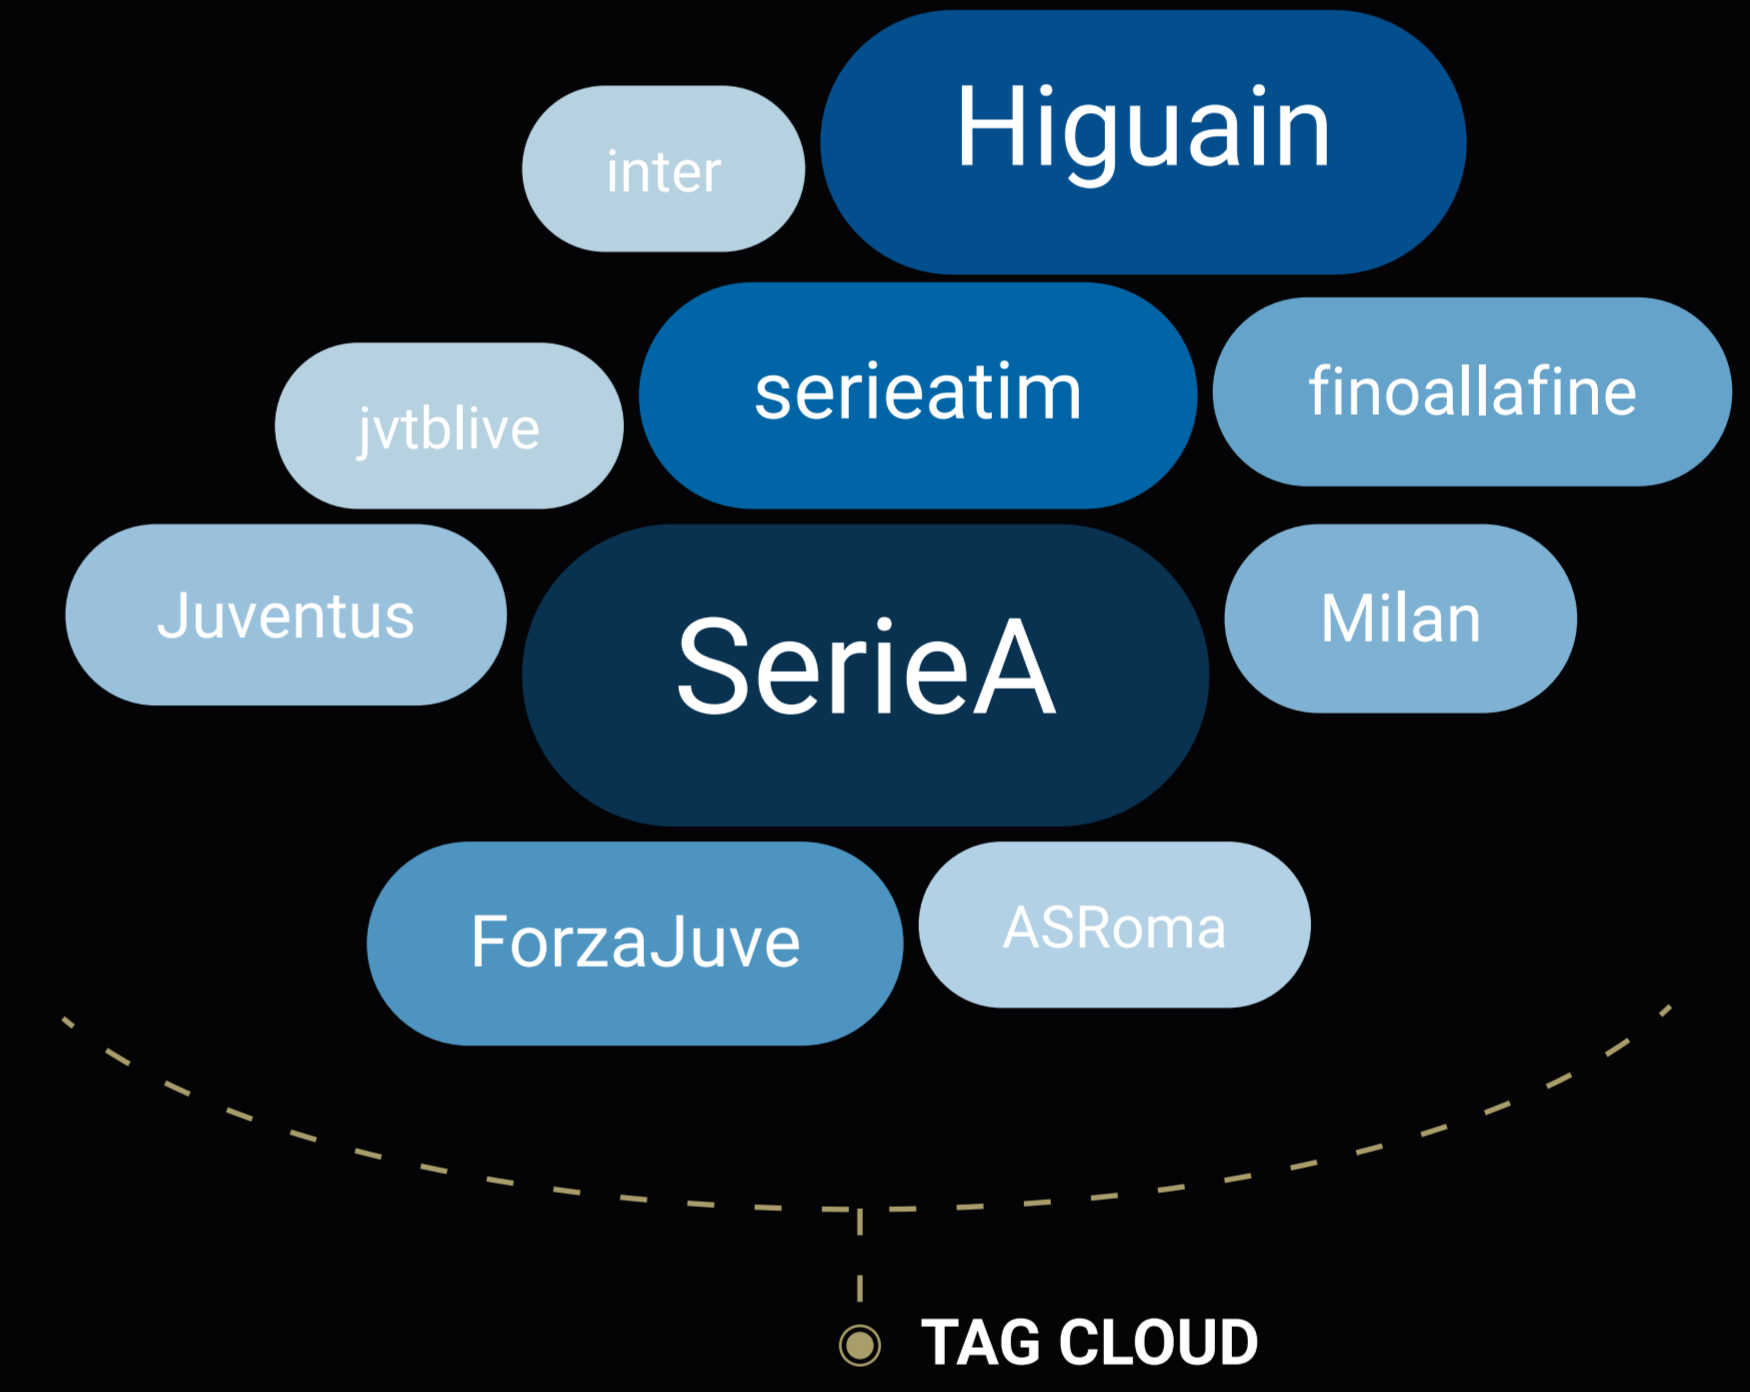 Higuain
inter
serieatim
finoallafine
jvtblive
Juventus
SerieA
Milan
ForzaJuve
ASRoma
TAG CLOUD